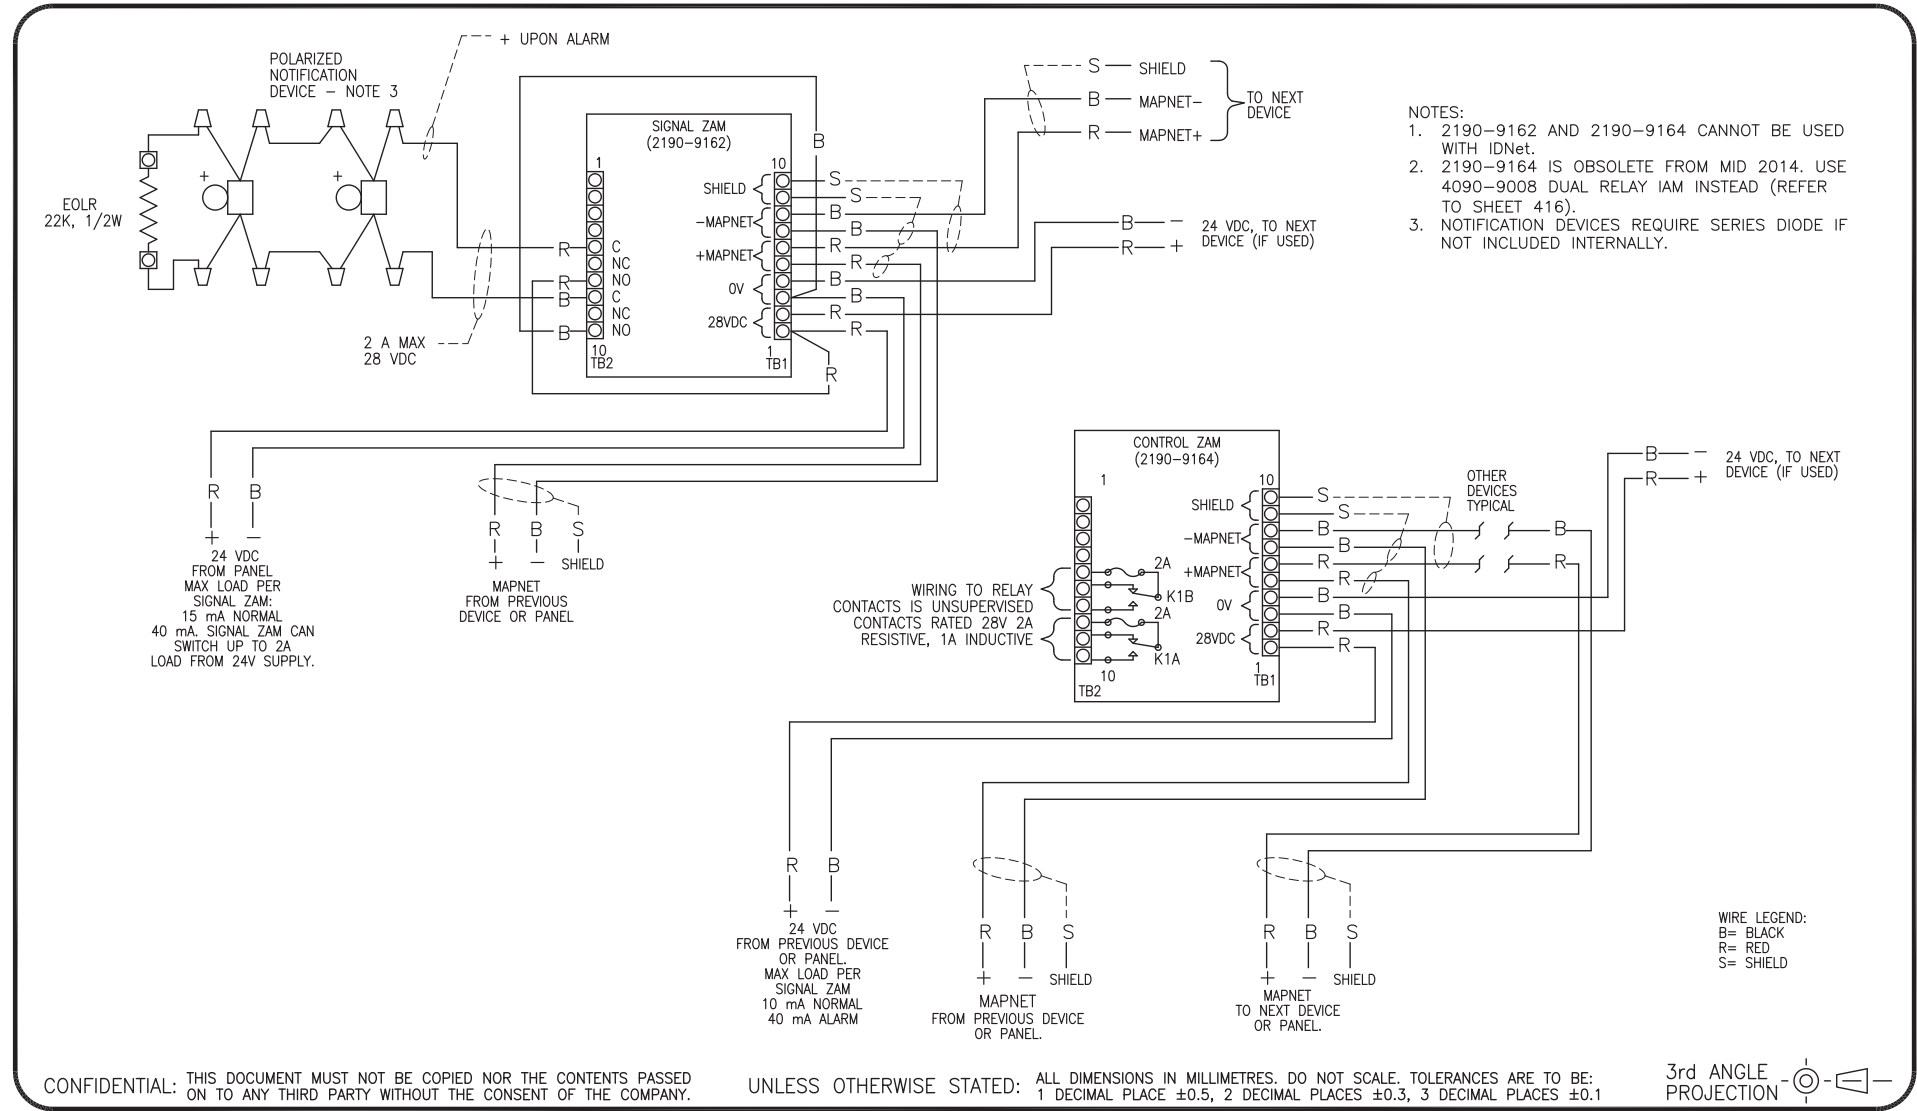 + UPON ALARM
POLARIZED
NOTIFICATION
DEVICE – NOTE 3
+
+
EOLR
22K, 1/2W
2 A MAX
28 VDC
SIGNAL ZAM
(2190–9162)
1
10
SHIELD
–MAPNET
+MAPNET
0V
28VDC
C
NC
NO
C
NC
NO
10
TB2
1
TB1
R
R
B
B
B
S
S
B
B
R
R
B
B
R
R
R
S
SHIELD
B
MAPNET–
R
MAPNET+
TO NEXT
DEVICE
B –
R +
24 VDC, TO NEXT
DEVICE (IF USED)
NOTES:
1. 2190–9162 AND 2190–9164 CANNOT BE USED
WITH IDNet.
2. 2190–9164 IS OBSOLETE FROM MID 2014. USE
4090–9008 DUAL RELAY IAM INSTEAD (REFER
TO SHEET 416).
3. NOTIFICATION DEVICES REQUIRE SERIES DIODE IF
NOT INCLUDED INTERNALLY.
R B
+ –
24 VDC
FROM PANEL
MAX LOAD PER
SIGNAL ZAM:
15 mA NORMAL
40 mA. SIGNAL ZAM CAN
SWITCH UP TO 2A
LOAD FROM 24V SUPPLY.
R B S
+ – SHIELD
MAPNET
FROM PREVIOUS
DEVICE OR PANEL
CONTROL ZAM
(2190–9164)
1
10
SHIELD
–MAPNET
+MAPNET
0V
28VDC
2A
K1B
2A
K1A
10
TB2
1
TB1
WIRING TO RELAY
CONTACTS IS UNSUPERVISED
CONTACTS RATED 28V 2A
RESISTIVE, 1A INDUCTIVE
S
S
B
B
R
R
B
B
R
R
OTHER
DEVICES
TYPICAL
B
R
B –
R +
24 VDC, TO NEXT
DEVICE (IF USED)
R B
+ –
24 VDC
FROM PREVIOUS DEVICE
OR PANEL.
MAX LOAD PER
SIGNAL ZAM
10 mA NORMAL
40 mA ALARM
R B S
+ – SHIELD
MAPNET
FROM PREVIOUS DEVICE
OR PANEL.
R B S
+ – SHIELD
MAPNET
TO NEXT DEVICE
OR PANEL.
WIRE LEGEND:
B= BLACK
R= RED
S= SHIELD
CONFIDENTIAL: THIS DOCUMENT MUST NOT BE COPIED NOR THE CONTENTS PASSED
ON TO ANY THIRD PARTY WITHOUT THE CONSENT OF THE COMPANY.
UNLESS OTHERWISE STATED: ALL DIMENSIONS IN MILLIMETRES. DO NOT SCALE. TOLERANCES ARE TO BE:
1 DECIMAL PLACE ±0.5, 2 DECIMAL PLACES ±0.3, 3 DECIMAL PLACES ±0.1
3rd ANGLE
PROJECTION